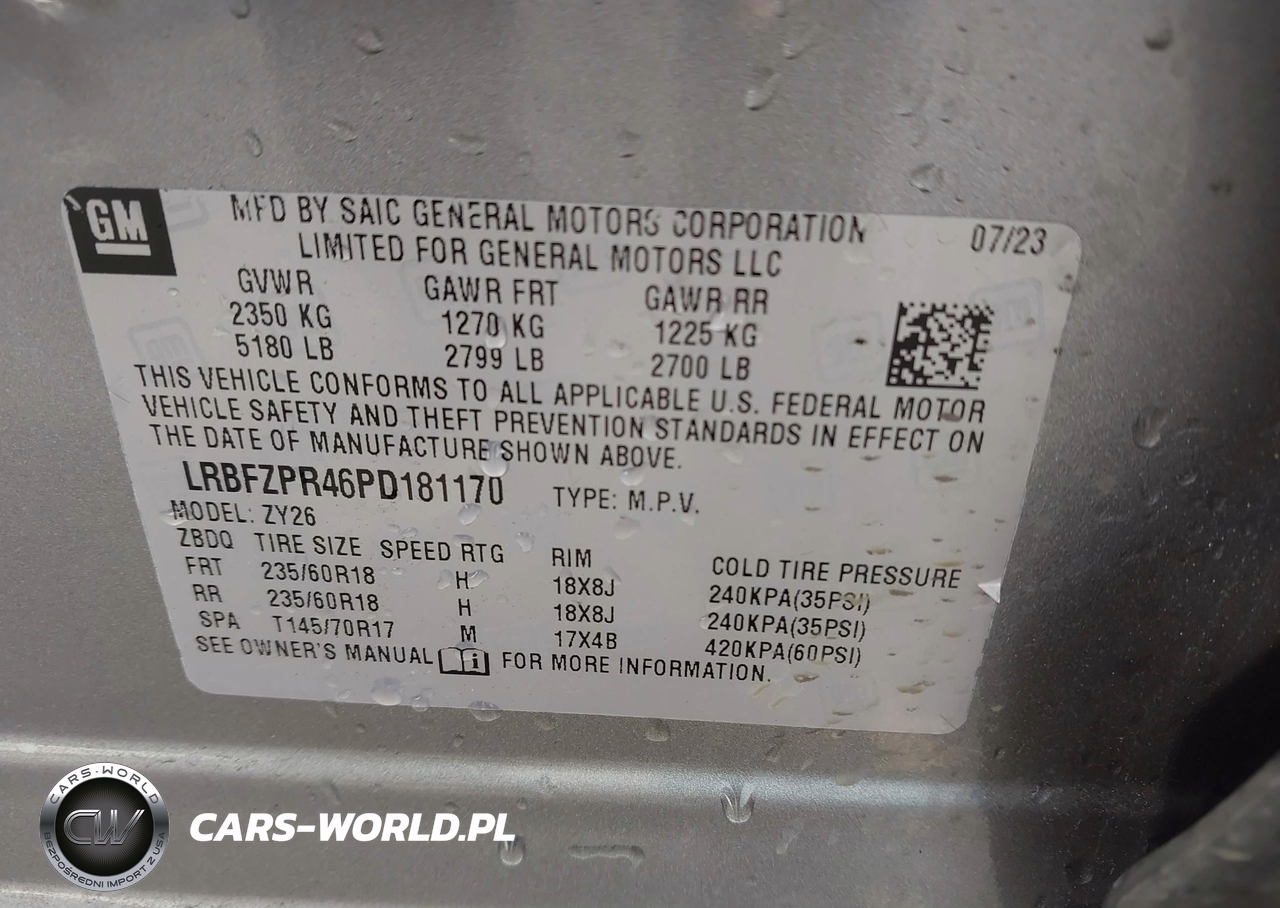 GM
MFD BY SAIC GENERAL MOTORS CORPORATION
07/23
LIMITED FOR GENERAL MOTORS LLC
GVWR GAWR FRT GAWR RR
2350 KG 1270 KG 1225 KG
5180 LB 2799 LB 2700 LB
THIS VEHICLE CONFORMS TO ALL APPLICABLE U.S. FEDERAL MOTOR
VEHICLE SAFETY AND THEFT PREVENTION STANDARDS IN EFFECT ON
THE DATE OF MANUFACTURE SHOWN ABOVE.
LRBFZPR46PD181170 TYPE: M.P.V.
MODEL: ZY26
ZBDQ TIRE SIZE SPEED RTG RIM COLD TIRE PRESSURE
FRT 235/60R18 H 18X8J 240KPA(35PSI)
RR 235/60R18 H 18X8J 240KPA(35PSI)
SPA T145/70R17 M 17X4B 420KPA(60PSI)
SEE OWNER'S MANUAL i FOR MORE INFORMATION.
CARS-WORLD
CW
BEZPOŚREDNI IMPORT Z USA
CARS-WORLD.PL